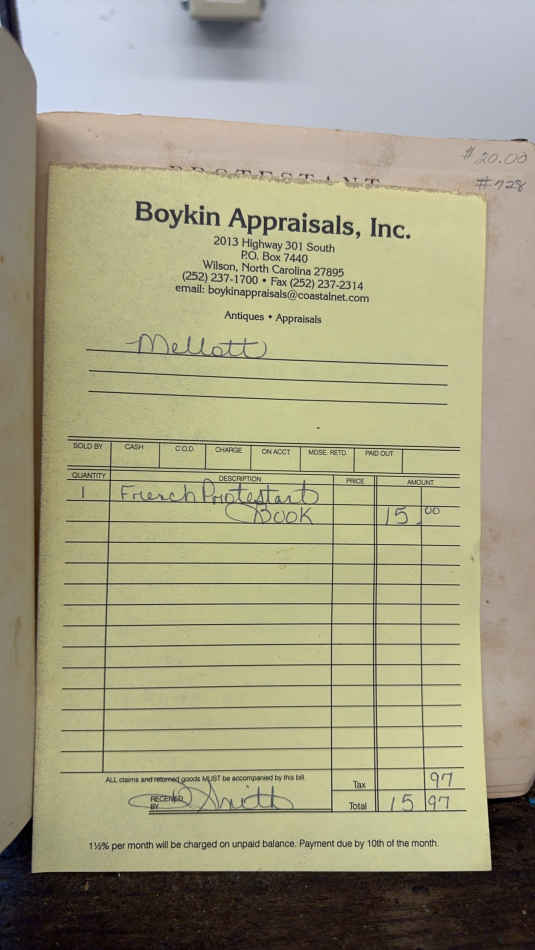 $20.00
#728
PROTESTANT
Boykin Appraisals, Inc.
2013 Highway 301 South
P.O. Box 7440
Wilson, North Carolina 27895
(252) 237-1700 • Fax (252) 237-2314
email: boykinappraisals@coastalnet.com
Antiques • Appraisals
Mellott
SOLD BY CASH C.O.D. CHARGE ON ACCT. MDSE. RETD. PAID OUT
QUANTITY DESCRIPTION PRICE AMOUNT
1 French Protestant
Book 15.00
ALL claims and returned goods MUST be accompanied by this bill.
Tax 97
RECEIVED BY Smith
Total 15 97
1½% per month will be charged on unpaid balance. Payment due by 10th of the month.